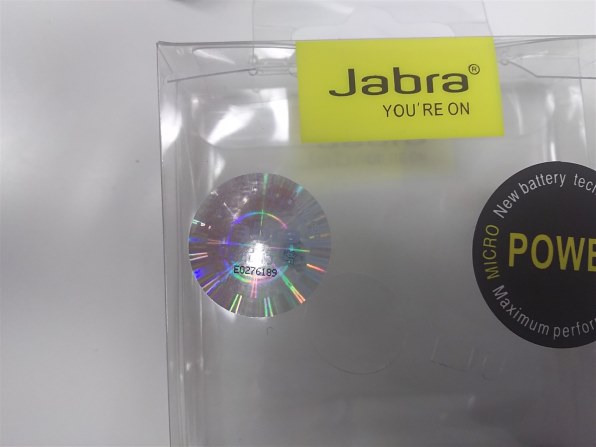 Jabra®
YOU'RE ON
E0276189
New battery tec
MICRO
POWE
Maximum perfor